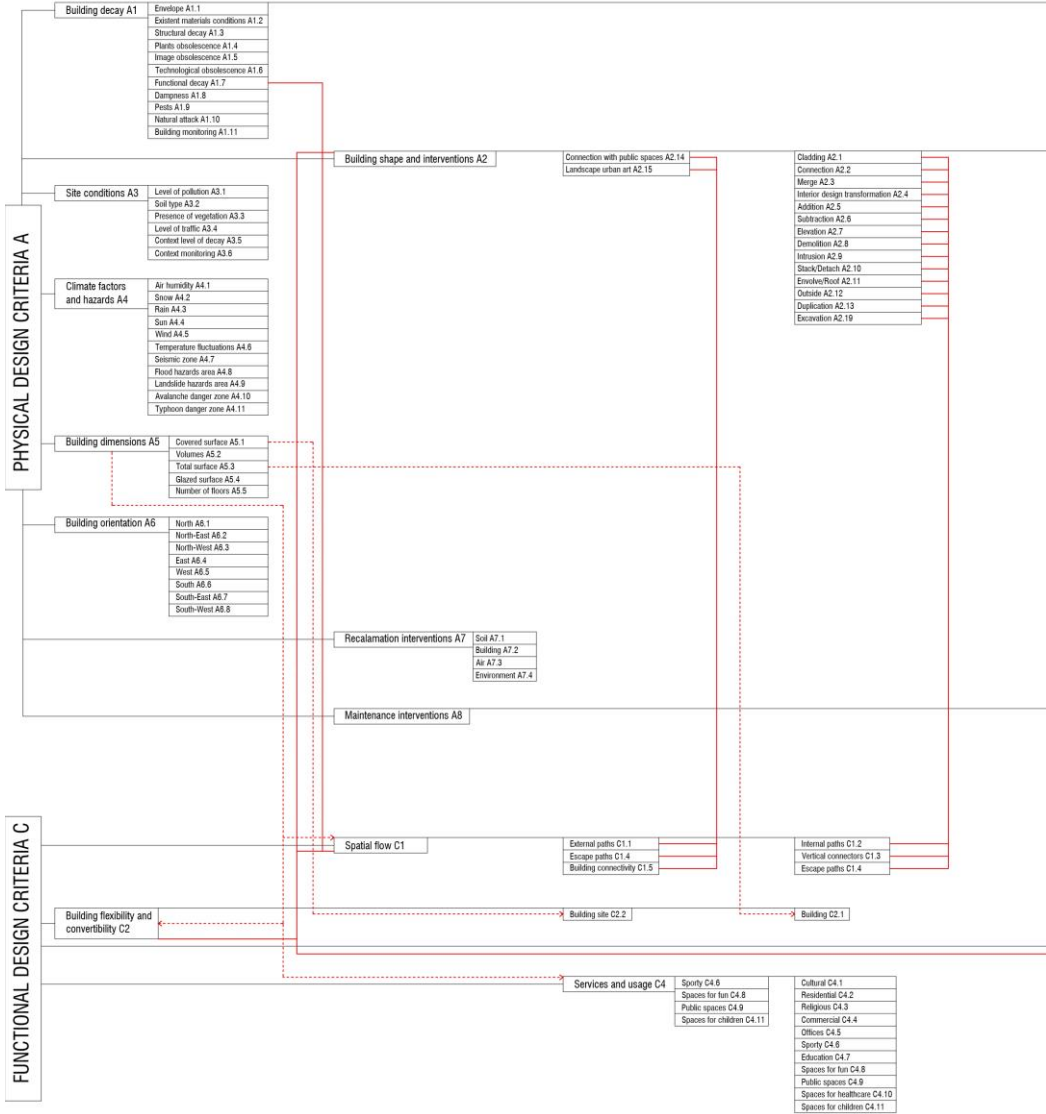 PHYSICAL DESIGN CRITERIA A
Building decay A1
Envelope A1.1
Existent materials conditions A1.2
Structural decay A1.3
Plants obsolescence A1.4
Image obsolescence A1.5
Technological obsolescence A1.6
Functional decay A1.7
Dampness A1.8
Pests A1.9
Natural attack A1.10
Building monitoring A1.11
Building shape and interventions A2
Connection with public spaces A2.14
Landscape urban art A2.15
Cladding A2.1
Connection A2.2
Merge A2.3
Interior design transformation A2.4
Addition A2.5
Subtraction A2.6
Elevation A2.7
Demolition A2.8
Intrusion A2.9
Stack/Detach A2.10
Envolve/Roof A2.11
Outside A2.12
Duplication A2.13
Excavation A2.19
Site conditions A3
Level of pollution A3.1
Soil type A3.2
Presence of vegetation A3.3
Level of traffic A3.4
Context level of decay A3.5
Context monitoring A3.6
Climate factors
and hazards A4
Air humidity A4.1
Snow A4.2
Rain A4.3
Sun A4.4
Wind A4.5
Temperature fluctuations A4.6
Seismic zone A4.7
Flood hazards area A4.8
Landslide hazards area A4.9
Avalanche danger zone A4.10
Typhoon danger zone A4.11
Building dimensions A5
Covered surface A5.1
Volumes A5.2
Total surface A5.3
Glazed surface A5.4
Number of floors A5.5
Building orientation A6
North A6.1
North-East A6.2
North-West A6.3
East A6.4
West A6.5
South A6.6
South-East A6.7
South-West A6.8
Recalamation interventions A7
Soil A7.1
Building A7.2
Air A7.3
Environment A7.4
Maintenance interventions A8
FUNCTIONAL DESIGN CRITERIA C
Spatial flow C1
External paths C1.1
Escape paths C1.4
Building connectivity C1.5
Internal paths C1.2
Vertical connectors C1.3
Escape paths C1.4
Building flexibility and
convertibility C2
Building site C2.2
Building C2.1
Services and usage C4
Sporty C4.6
Spaces for fun C4.8
Public spaces C4.9
Spaces for children C4.11
Cultural C4.1
Residential C4.2
Religious C4.3
Commercial C4.4
Offices C4.5
Sporty C4.6
Education C4.7
Spaces for fun C4.8
Public spaces C4.9
Spaces for healthcare C4.10
Spaces for children C4.11